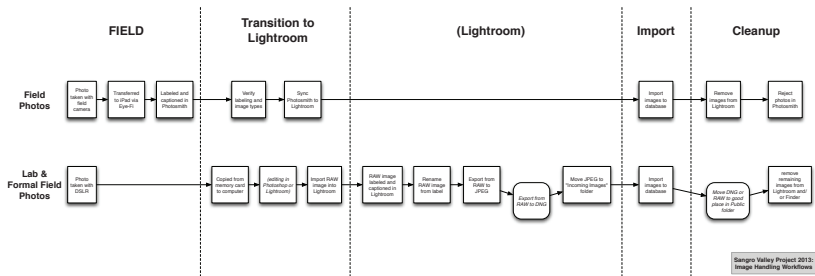 FIELD
Transition to
Lightroom
(Lightroom)
Import
Cleanup
Field
Photos
Photo
taken with
field
camera
Transferred
to iPad via
Eye-Fi
Labeled and
captioned in
Photosmith
Verify
labeling and
image types
Sync
Photosmith to
Lightroom
Import
images to
database
Remove
images from
Lightroom
Reject
photos in
Photosmith
Lab &
Formal Field
Photos
Photo
taken with
DSLR
Copied from
memory card
to computer
(editing in
Photoshop or
Lightroom)
Import RAW
image into
Lightroom
RAW image
labeled and
captioned in
Lightroom
Rename
RAW image
from label
Export from
RAW to
JPEG
Export from
RAW to DNG
Move JPEG to
"Incoming Images"
folder
Import
images to
database
Move DNG or
RAW to good
place in Public
folder
remove
remaining
images from
Lightroom and/
or Finder
Sangro Valley Project 2013:
Image Handling Workflows